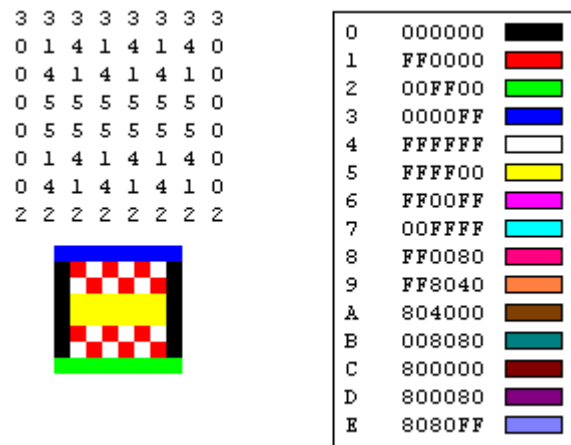 3 3 3 3 3 3 3 3
0 1 4 1 4 1 4 0
0 4 1 4 1 4 1 0
0 5 5 5 5 5 5 0
0 5 5 5 5 5 5 0
0 1 4 1 4 1 4 0
0 4 1 4 1 4 1 0
2 2 2 2 2 2 2 2
0 000000
1 FF0000
2 00FF00
3 0000FF
4 FFFFFF
5 FFFF00
6 FF00FF
7 00FFFF
8 FF0080
9 FF8040
A 804000
B 008080
C 800000
D 800080
E 8080FF